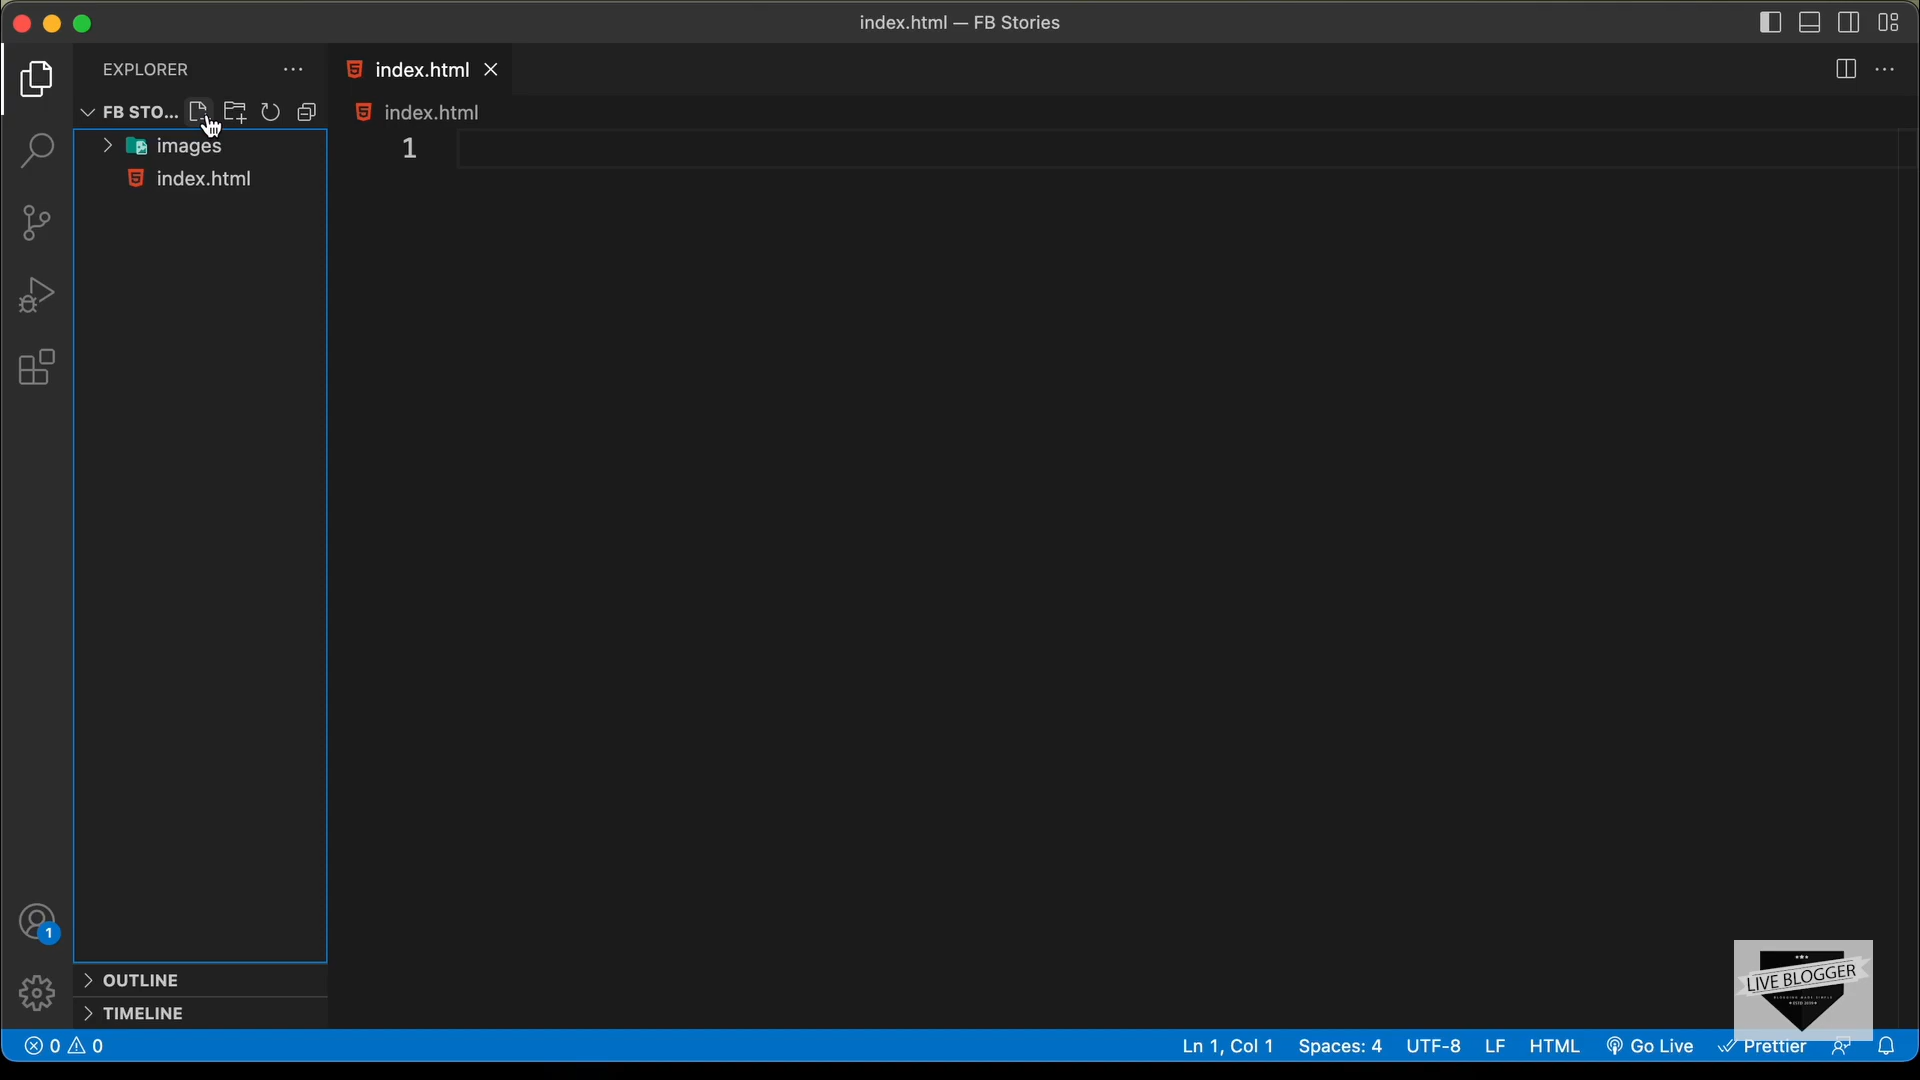 index.html — FB Stories
EXPLORER
index.html
FB STO...
index.html
images
index.html
1
1
OUTLINE
TIMELINE
LIVE BLOGGER
0 0
Ln 1, Col 1
Spaces: 4
UTF-8
LF
HTML
Go Live
Prettier